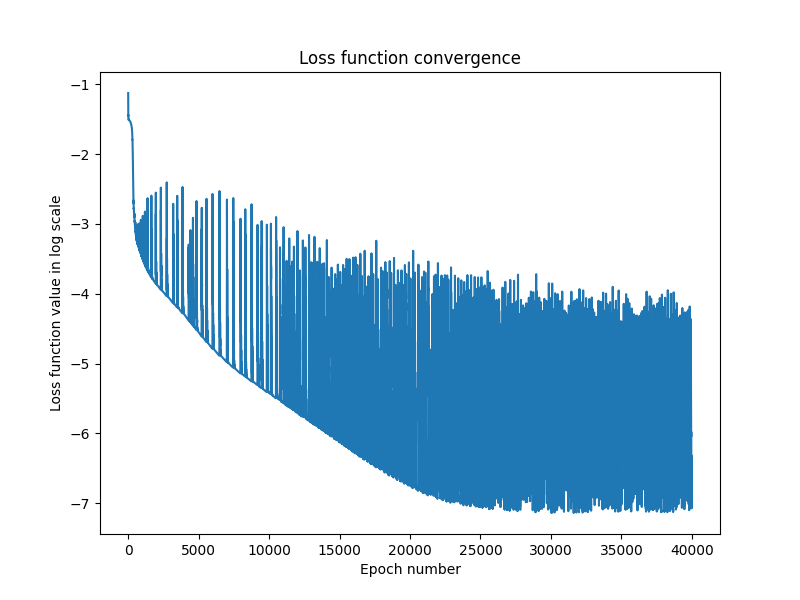 Loss function convergence
Loss function value in log scale
−1
−2
−3
−4
−5
−6
−7
0 5000 10000 15000 20000 25000 30000 35000 40000
Epoch number